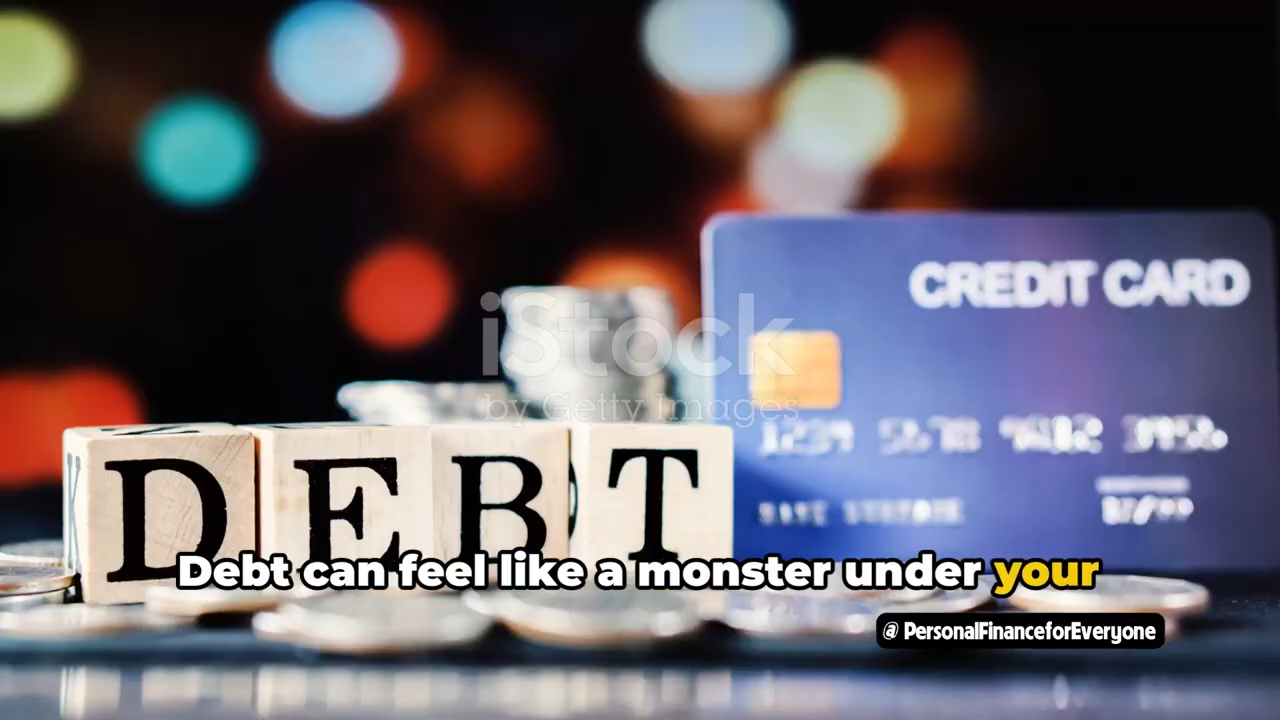 CREDIT CARD
iStock
by Getty Images
DEBT
Debt can feel like a monster under your
@ PersonalFinanceforEveryone